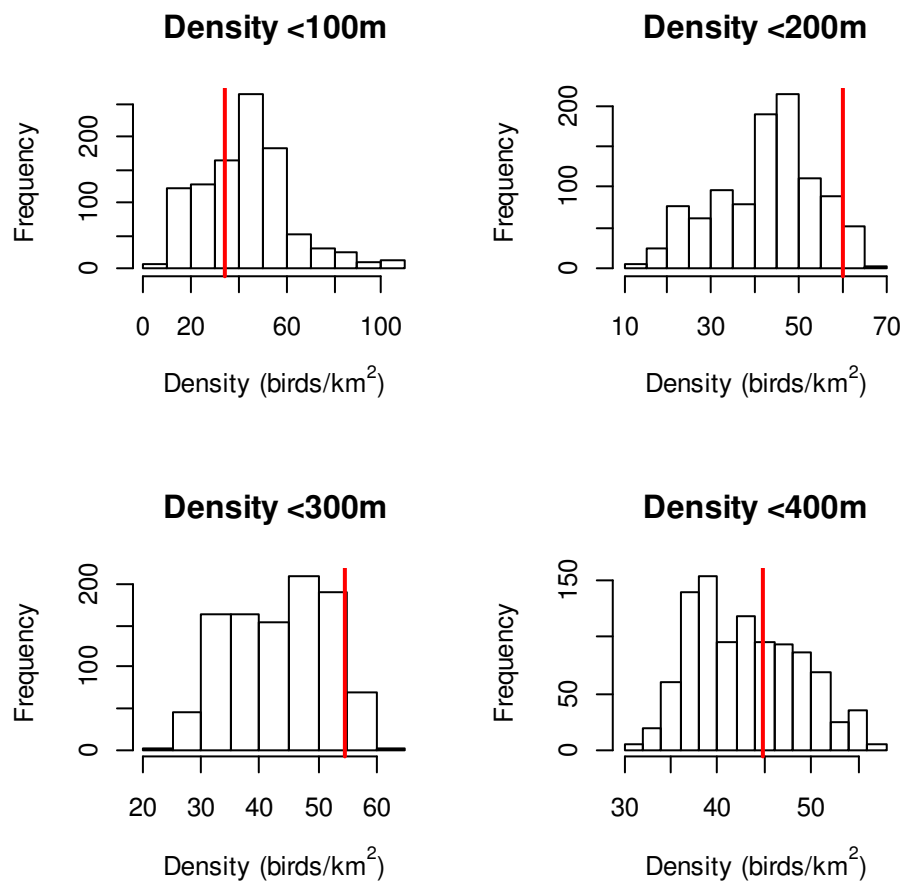 Density <100m
Frequency
0 100 200
0 20 60 100
Density (birds/km²)
Density <200m
Frequency
0 100 200
10 30 50 70
Density (birds/km²)
Density <300m
Frequency
0 100 200
20 30 40 50 60
Density (birds/km²)
Density <400m
Frequency
0 50 150
30 40 50
Density (birds/km²)